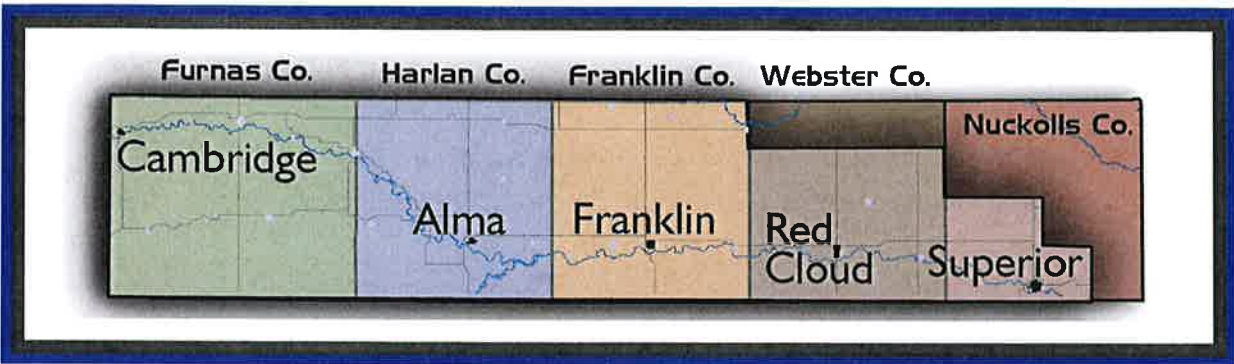 Furnas Co. Harlan Co. Franklin Co. Webster Co.
Nuckolls Co.
Cambridge
Alma Franklin Red
Cloud Superior